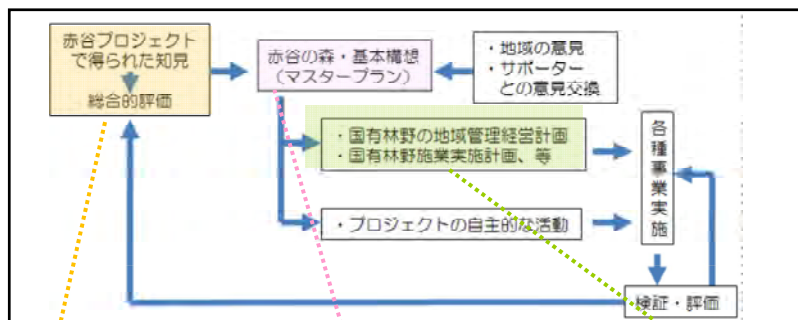 赤谷プロジェクト
で得られた知見
総合的評価
赤谷の森・基本構想
（マスタープラン）
・地域の意見
・サポーター
との意見交換
・国有林野の地域管理経営計画
・国有林野施業実施計画、等
・プロジェクトの自主的な活動
各種事業実施
検証・評価